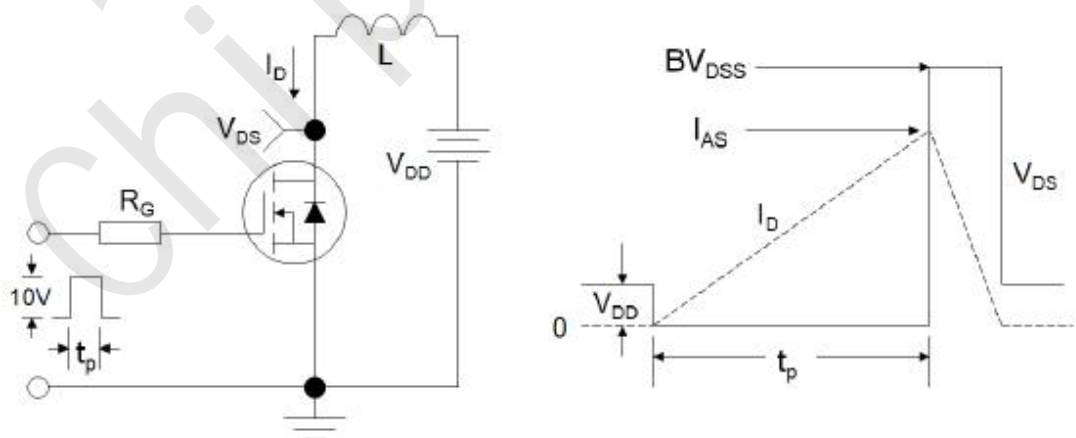 L
I_D
V_DS
V_DD
R_G
10V
t_p
BV_DSS
I_AS
V_DS
I_D
V_DD
0
t_p